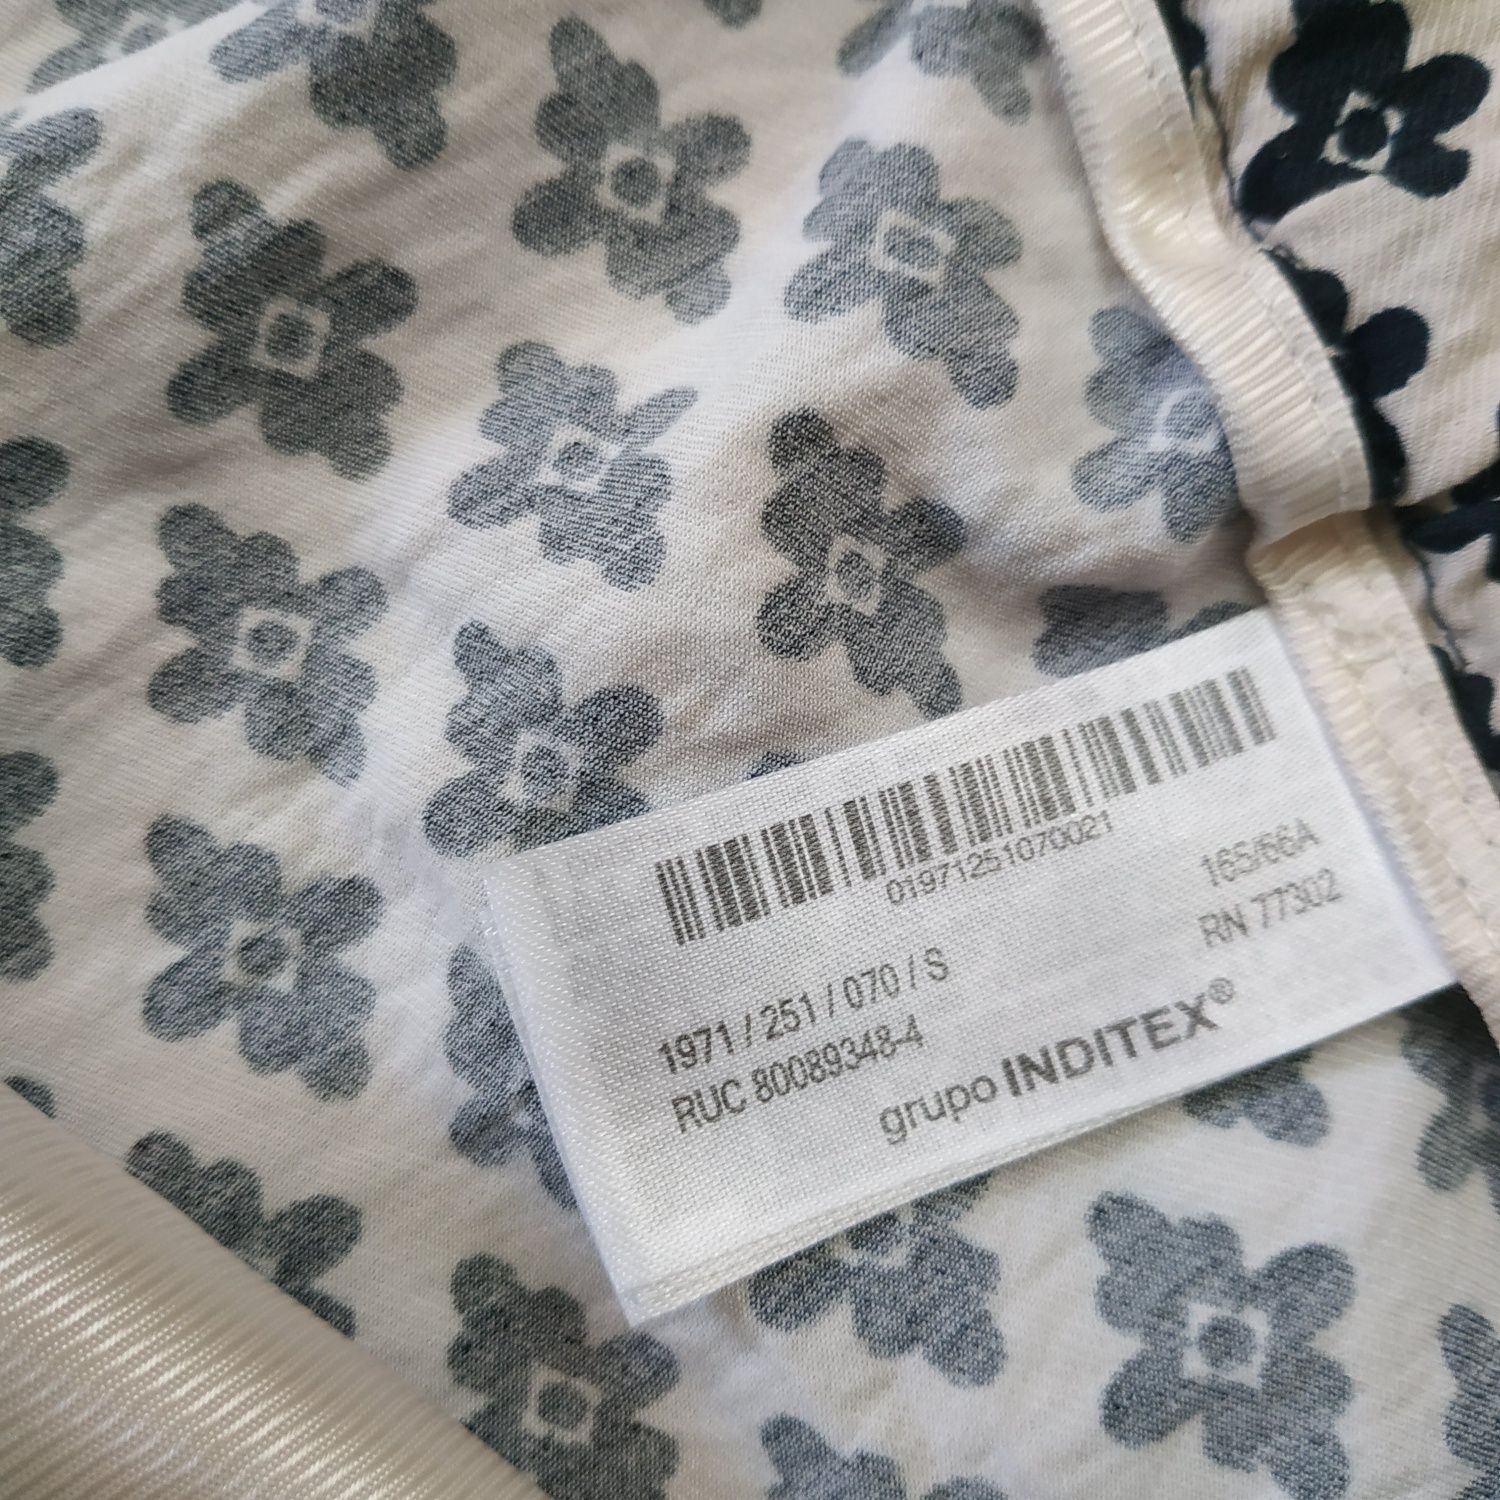 01971251070021
165/66A
RN 77302
1971 / 251 / 070 / S
RUC 80089348-4
grupo INDITEX®